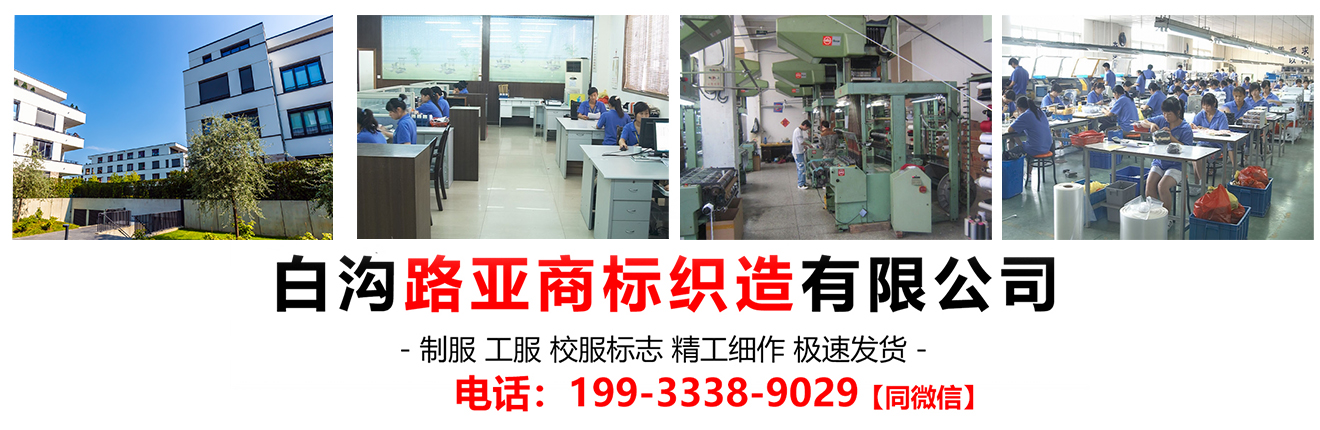 白沟路亚商标织造有限公司
- 制服 工服 校服标志 精工细作 极速发货 -
电话：199-3338-9029【同微信】